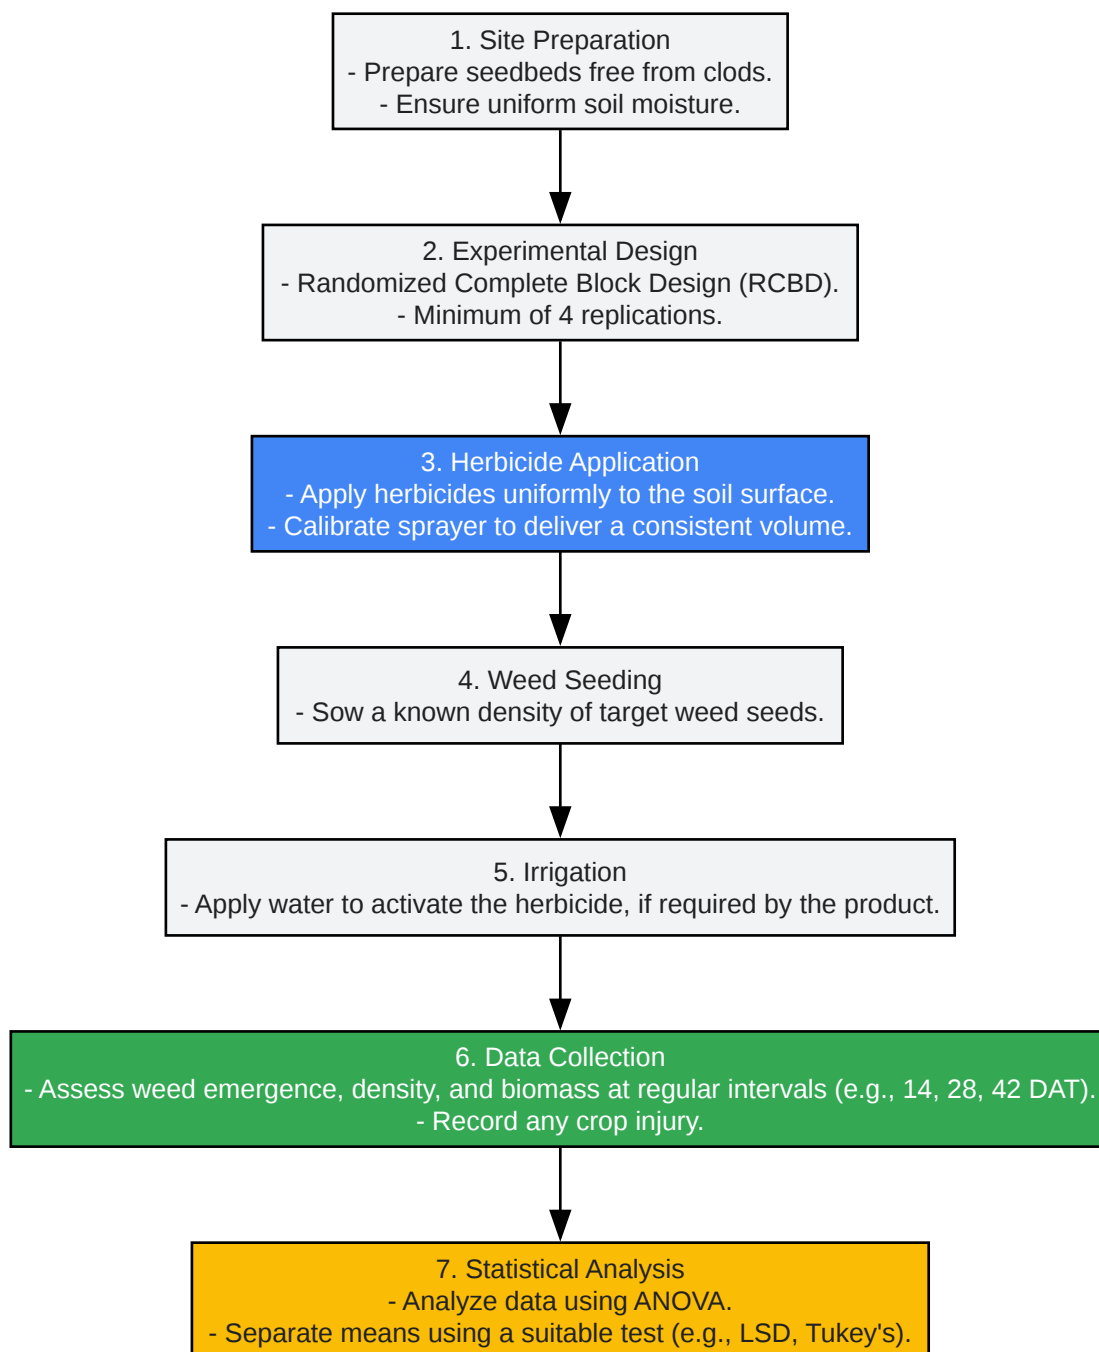 1. Site Preparation
- Prepare seedbeds free from clods.
- Ensure uniform soil moisture.
2. Experimental Design
- Randomized Complete Block Design (RCBD).
- Minimum of 4 replications.
3. Herbicide Application
- Apply herbicides uniformly to the soil surface.
- Calibrate sprayer to deliver a consistent volume.
4. Weed Seeding
- Sow a known density of target weed seeds.
5. Irrigation
- Apply water to activate the herbicide, if required by the product.
6. Data Collection
- Assess weed emergence, density, and biomass at regular intervals (e.g., 14, 28, 42 DAT).
- Record any crop injury.
7. Statistical Analysis
- Analyze data using ANOVA.
- Separate means using a suitable test (e.g., LSD, Tukey's).